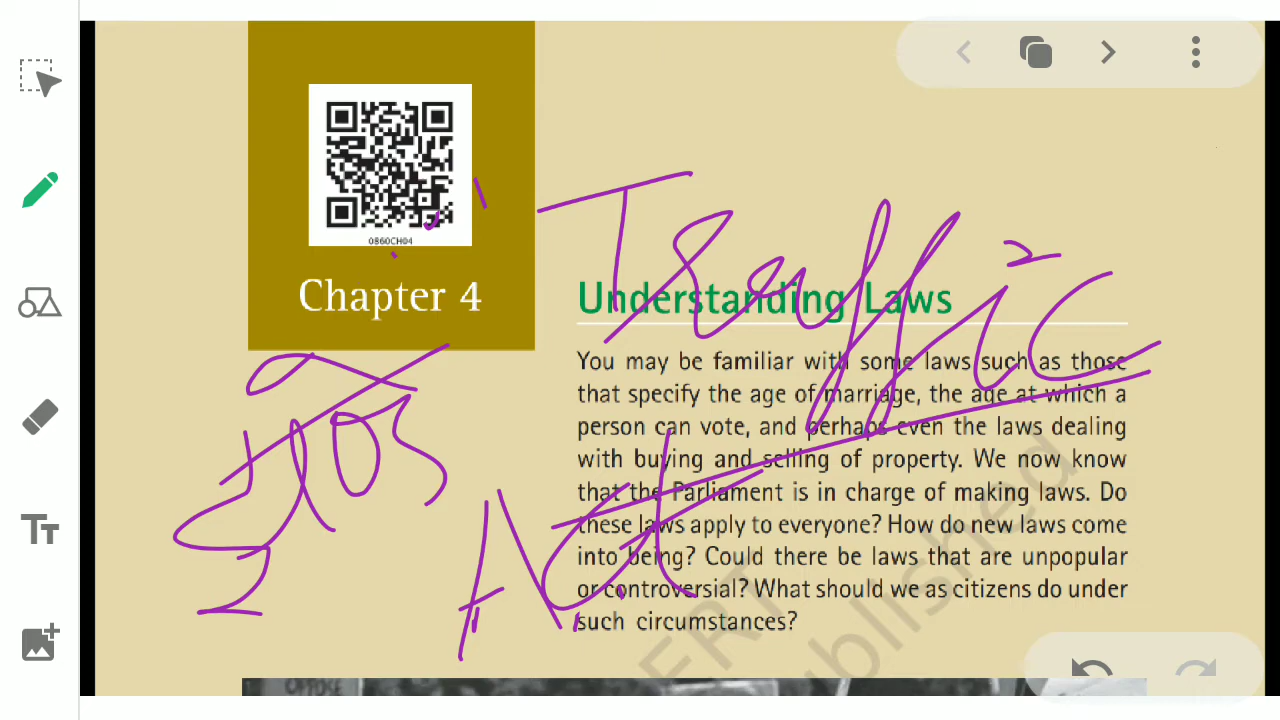 0860CH04
Chapter 4
Traffic
Understanding Laws
You may be familiar with some laws such as those
that specify the age of marriage, the age at which a
person can vote, and perhaps even the laws dealing
with buying and selling of property. We now know
that the Parliament is in charge of making laws. Do
these laws apply to everyone? How do new laws come
into being? Could there be laws that are unpopular
or controversial? What should we as citizens do under
such circumstances?
Act
published
OPPOSE